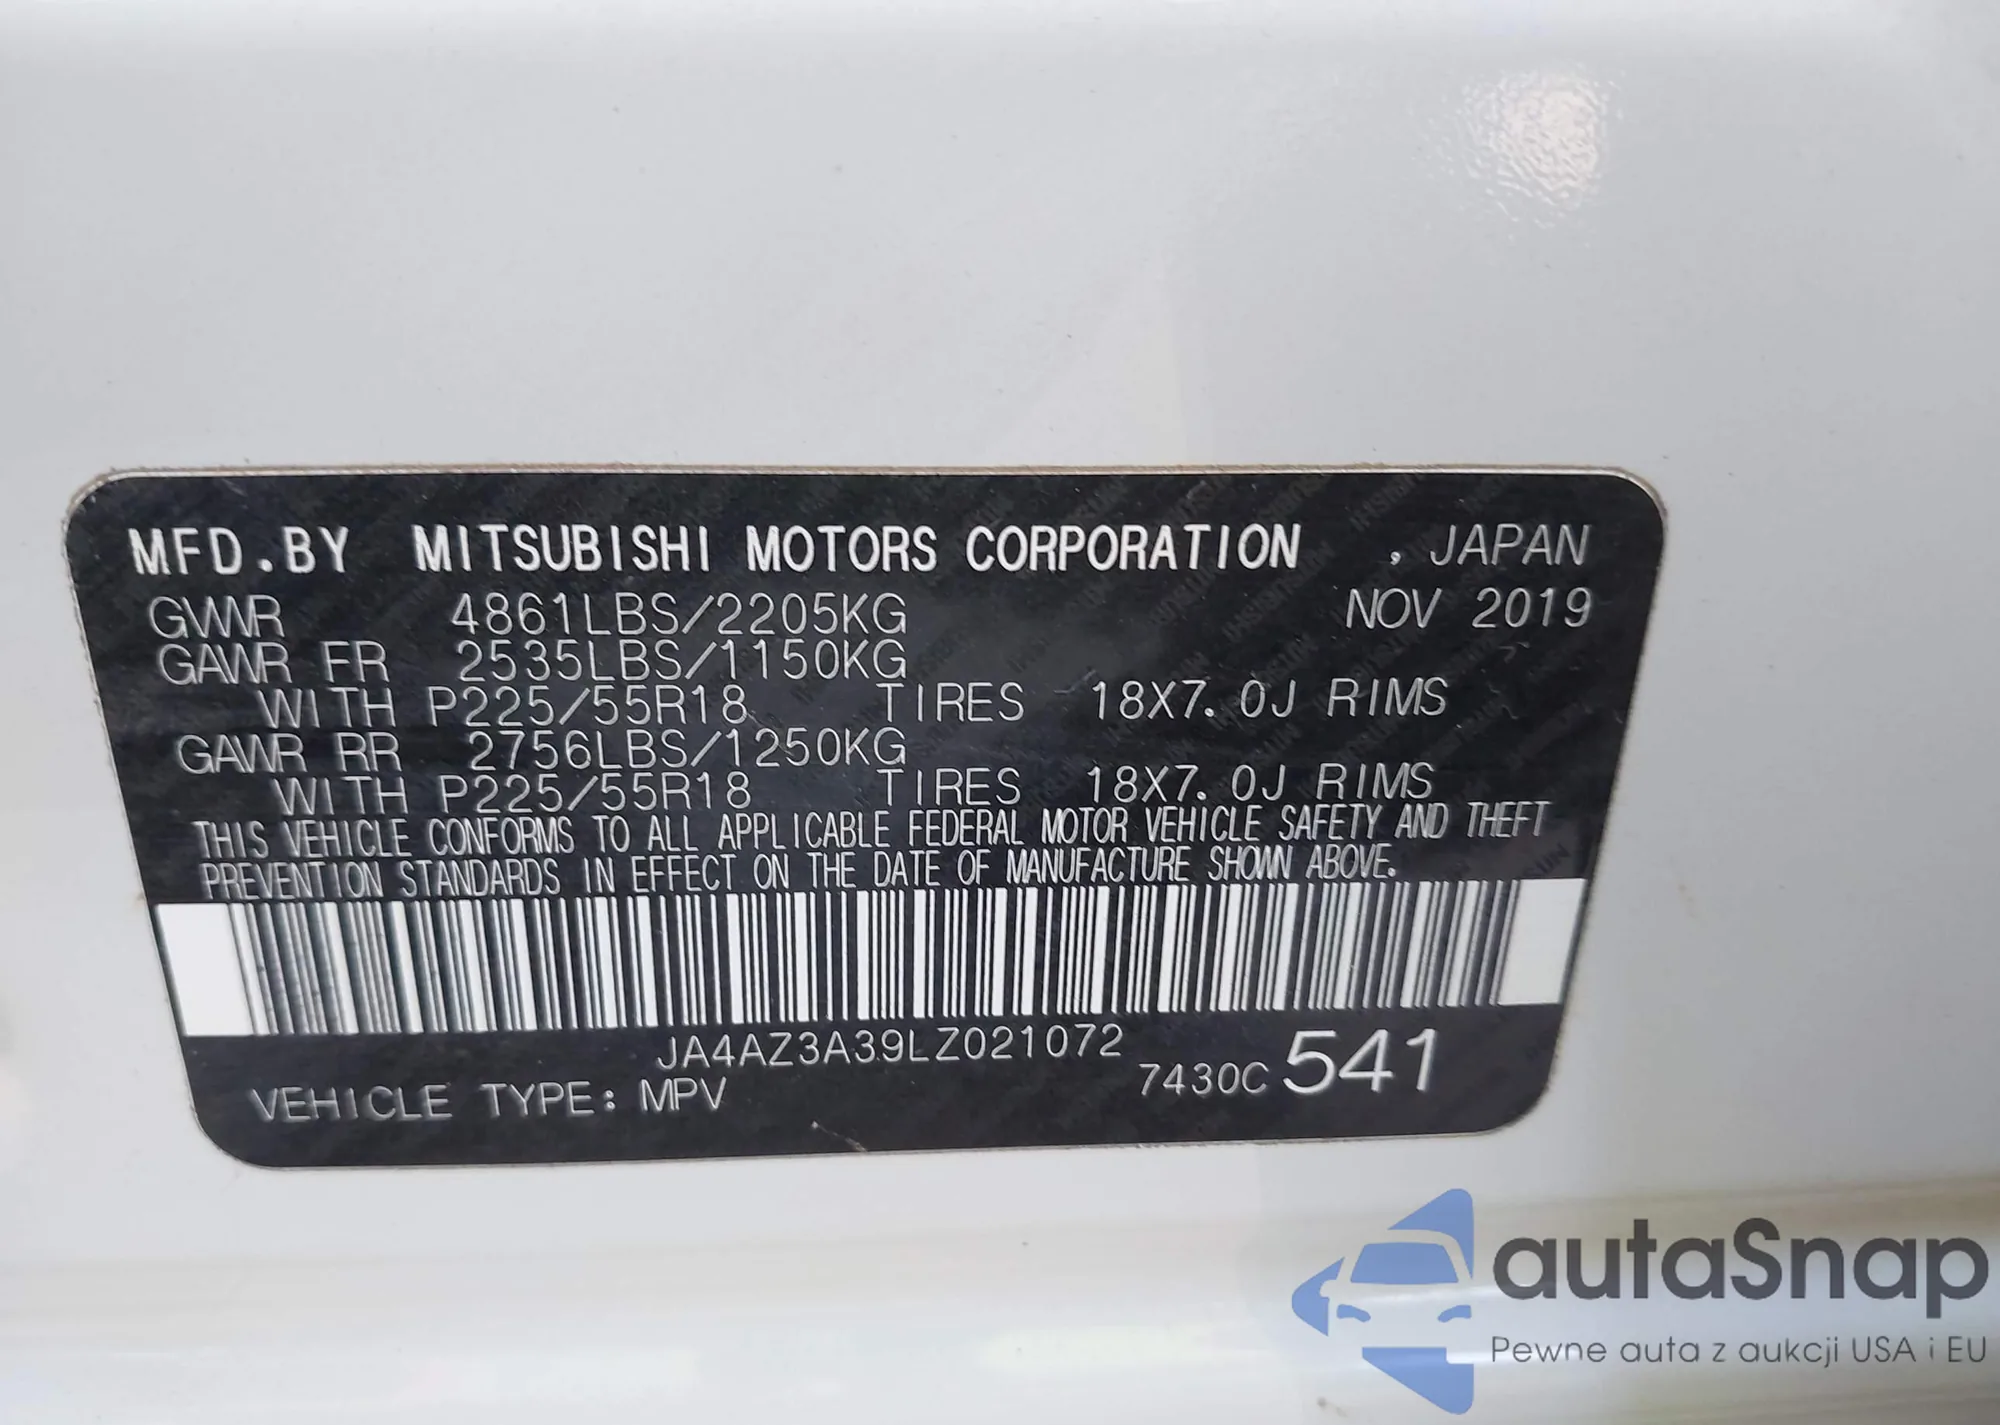 MFD.BY MITSUBISHI MOTORS CORPORATION , JAPAN
GVWR 4861LBS/2205KG NOV 2019
GAWR FR 2535LBS/1150KG
WITH P225/55R18 TIRES 18X7.0J RIMS
GAWR RR 2756LBS/1250KG
WITH P225/55R18 TIRES 18X7.0J RIMS
THIS VEHICLE CONFORMS TO ALL APPLICABLE FEDERAL MOTOR VEHICLE SAFETY AND THEFT
PREVENTION STANDARDS IN EFFECT ON THE DATE OF MANUFACTURE SHOWN ABOVE.
JA4AZ3A39LZ021072
7430C 541
VEHICLE TYPE: MPV
autaSnap
Pewne auta z aukcji USA i EU